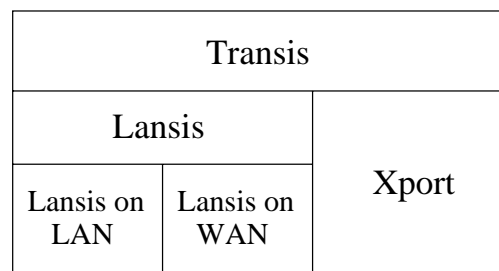 Transis
Lansis
Xport
Lansis on
LAN
Lansis on
WAN